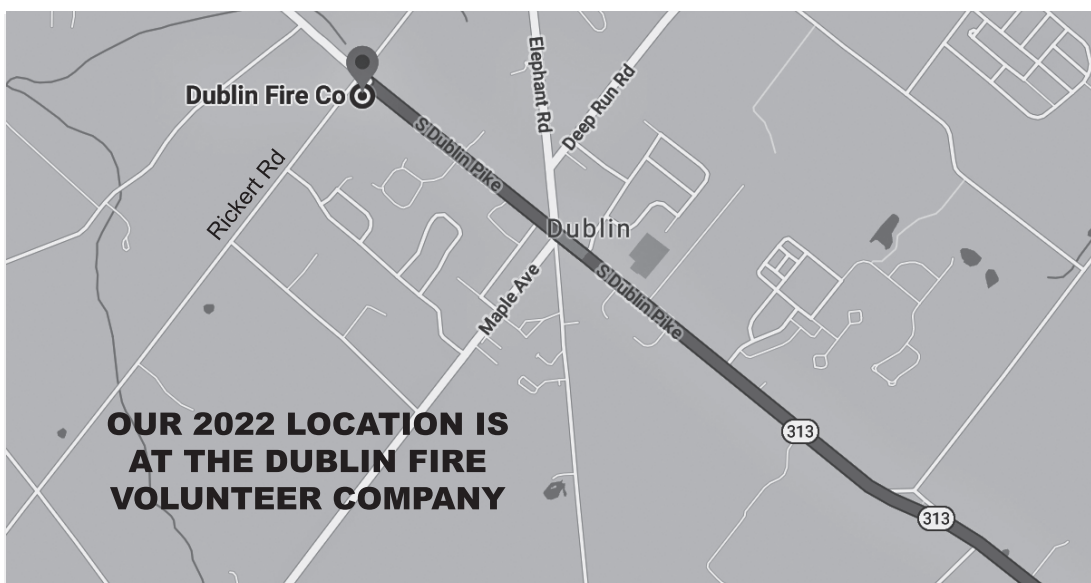 Elephant Rd
Deep Run Rd
Dublin Fire Co
S Dublin Pike
Rickert Rd
Dublin
S Dublin Pike
Maple Ave
OUR 2022 LOCATION IS
AT THE DUBLIN FIRE
VOLUNTEER COMPANY
313
313